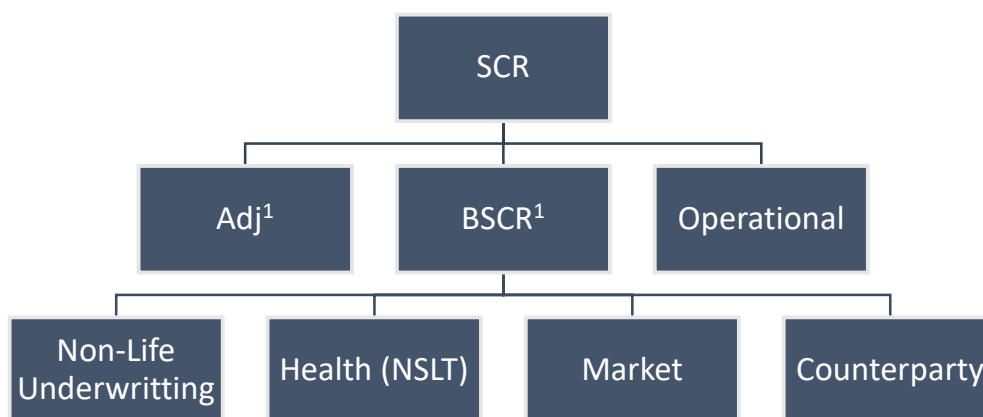 SCR
Adj¹
BSCR¹
Operational
Non-Life
Underwritting
Health (NSLT)
Market
Counterparty